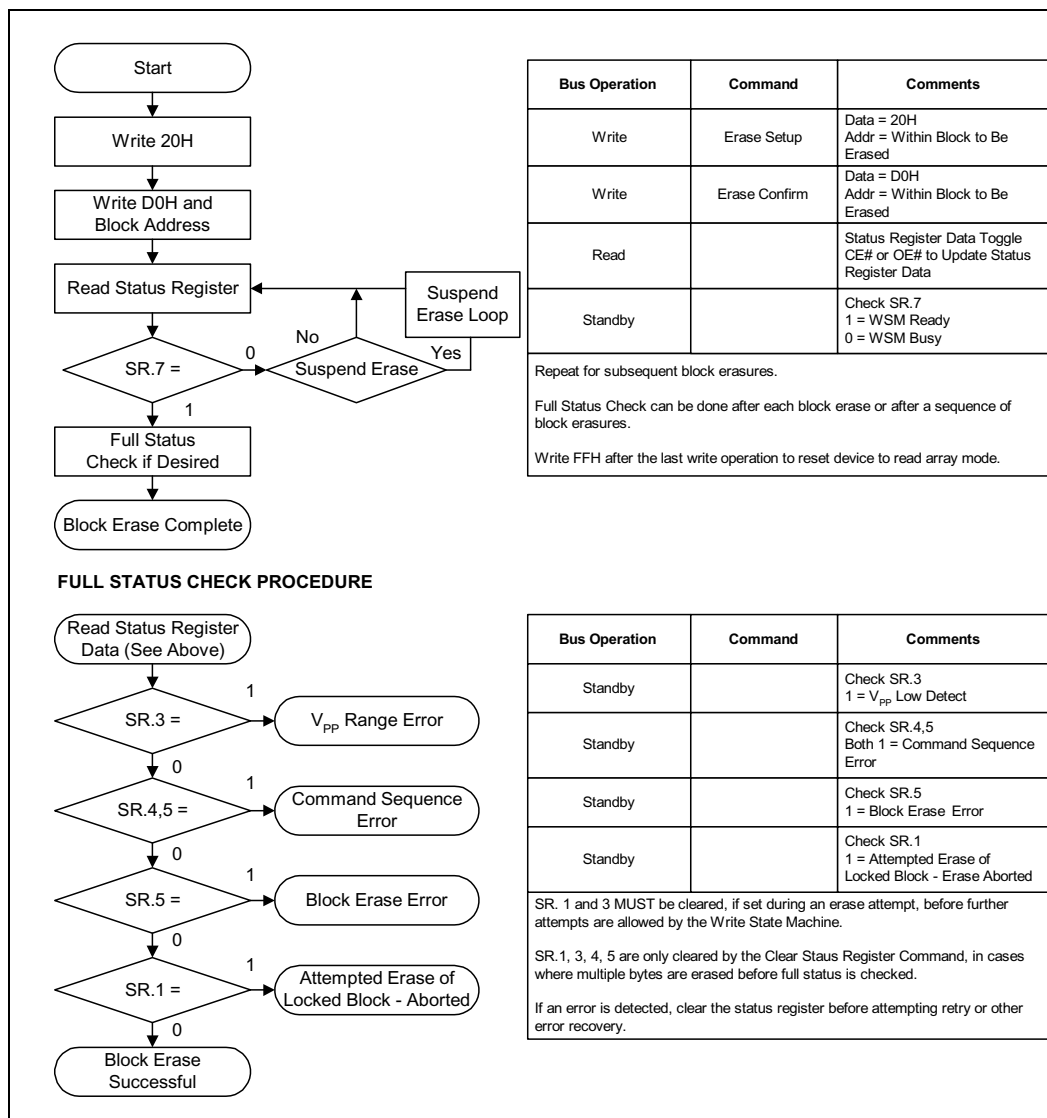 Start
Write 20H
Write D0H and
Block Address
Read Status Register
Suspend
Erase Loop
No
Yes
0
SR.7 =
Suspend Erase
1
Full Status
Check if Desired
Block Erase Complete
Bus Operation Command Comments
Write Erase Setup Data = 20H
Addr = Within Block to Be
Erased
Write Erase Confirm Data = D0H
Addr = Within Block to Be
Erased
Read Status Register Data Toggle
CE# or OE# to Update Status
Register Data
Standby Check SR.7
1 = WSM Ready
0 = WSM Busy
Repeat for subsequent block erasures.
Full Status Check can be done after each block erase or after a sequence of
block erasures.
Write FFH after the last write operation to reset device to read array mode.
FULL STATUS CHECK PROCEDURE
Read Status Register
Data (See Above)
1
SR.3 =
VPP Range Error
0
1
SR.4,5 =
Command Sequence
Error
0
1
SR.5 =
Block Erase Error
0
1
SR.1 =
Attempted Erase of
Locked Block - Aborted
0
Block Erase
Successful
Bus Operation Command Comments
Standby Check SR.3
1 = VPP Low Detect
Standby Check SR.4,5
Both 1 = Command Sequence
Error
Standby Check SR.5
1 = Block Erase Error
Standby Check SR.1
1 = Attempted Erase of
Locked Block - Erase Aborted
SR. 1 and 3 MUST be cleared, if set during an erase attempt, before further
attempts are allowed by the Write State Machine.
SR.1, 3, 4, 5 are only cleared by the Clear Staus Register Command, in cases
where multiple bytes are erased before full status is checked.
If an error is detected, clear the status register before attempting retry or other
error recovery.